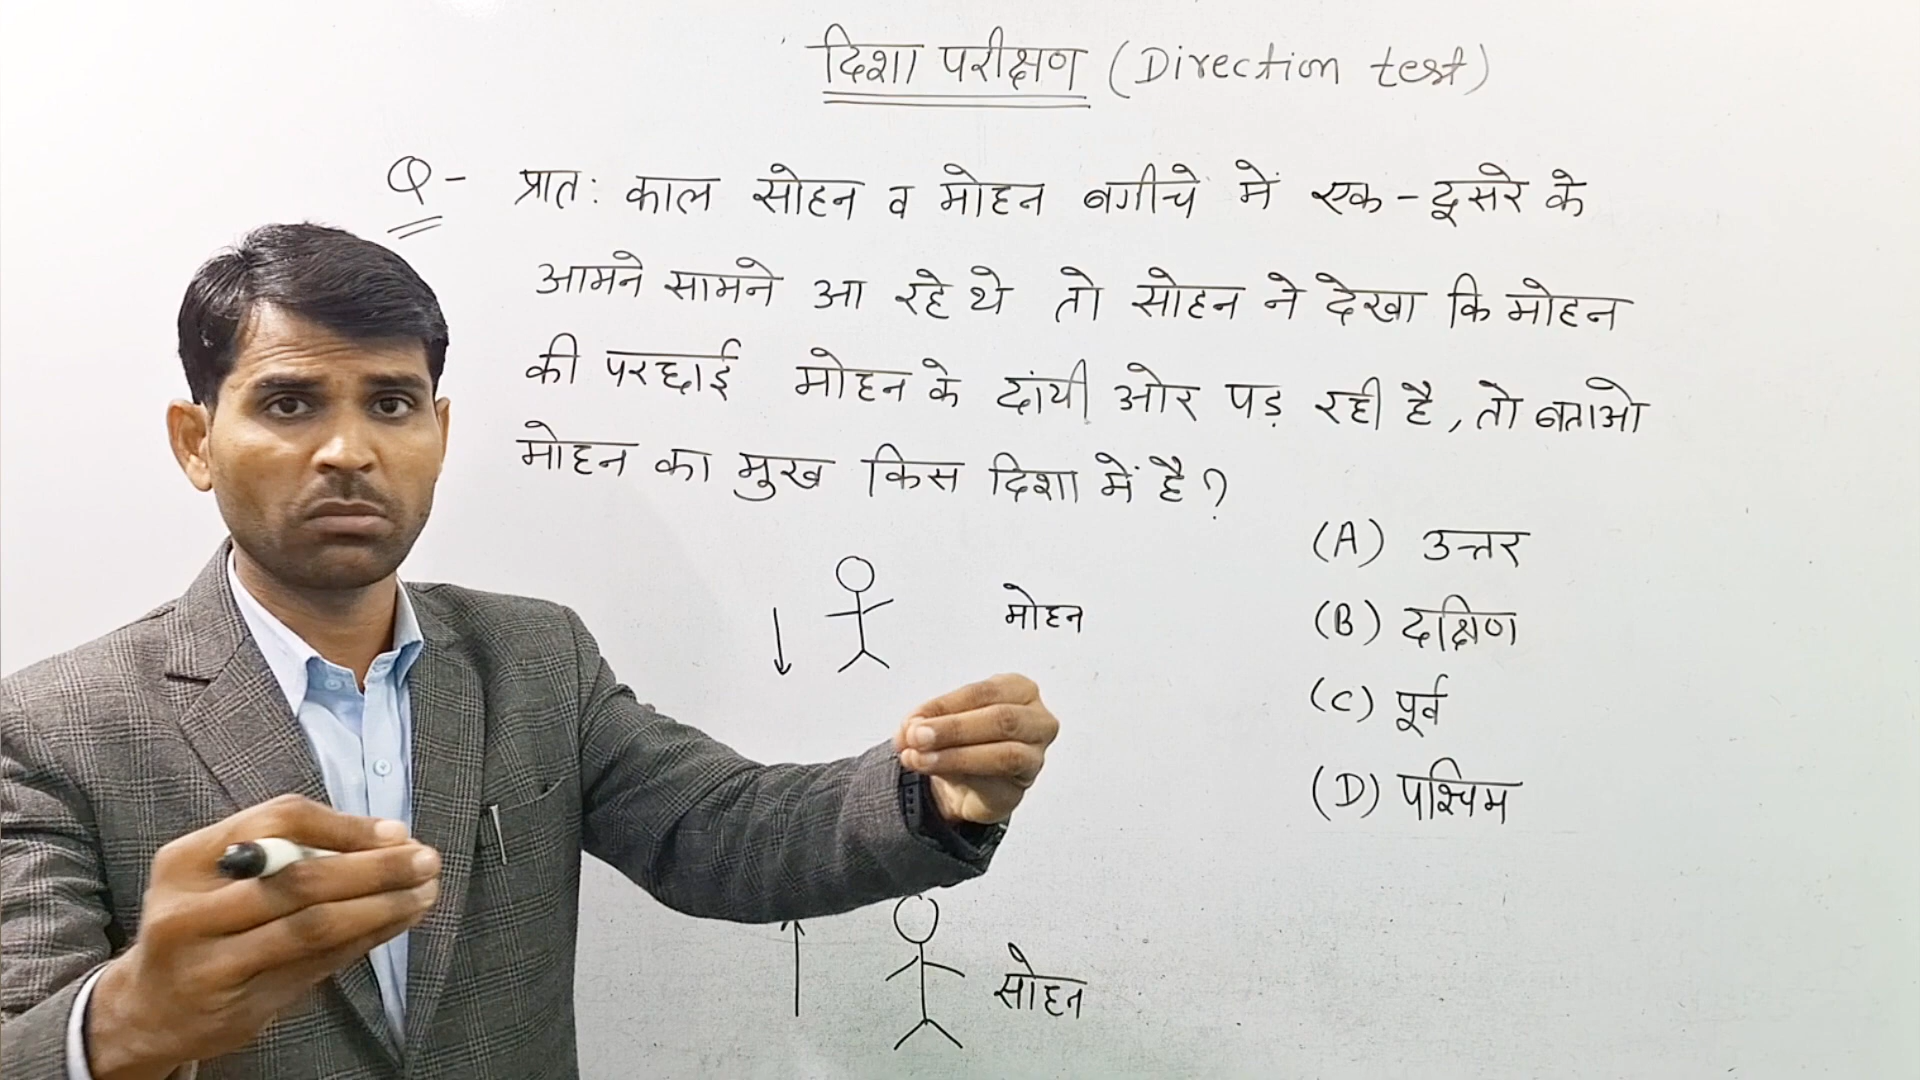 दिशा परीक्षण (Direction test)
Q- प्रात: काल सोहन व मोहन बगीचे में एक-दूसरे के
आमने सामने आ रहे थे तो सोहन ने देखा कि मोहन
की परछाई मोहन के दांयी ओर पड़ रही है, तो बताओ
मोहन का मुख किस दिशा में है?
(A) उत्तर
(B) दक्षिण
(C) पूर्व
(D) पश्चिम
मोहन
सोहन